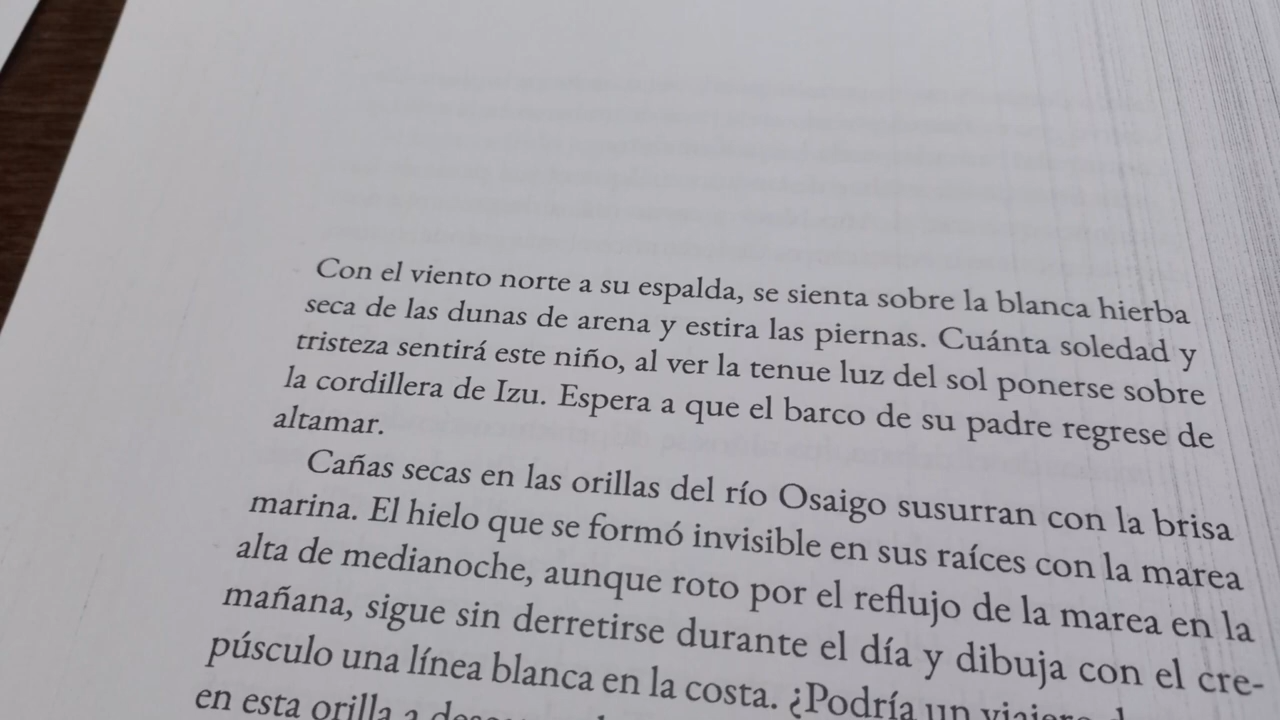 Con el viento norte a su espalda, se sienta sobre la blanca hierba
seca de las dunas de arena y estira las piernas. Cuánta soledad y
tristeza sentirá este niño, al ver la tenue luz del sol ponerse sobre
la cordillera de Izu. Espera a que el barco de su padre regrese de
altamar.
Cañas secas en las orillas del río Osaigo susurran con la brisa
marina. El hielo que se formó invisible en sus raíces con la marea
alta de medianoche, aunque roto por el reflujo de la marea en la
mañana, sigue sin derretirse durante el día y dibuja con el cre-
púsculo una línea blanca en la costa. ¿Podría un
en esta orilla a